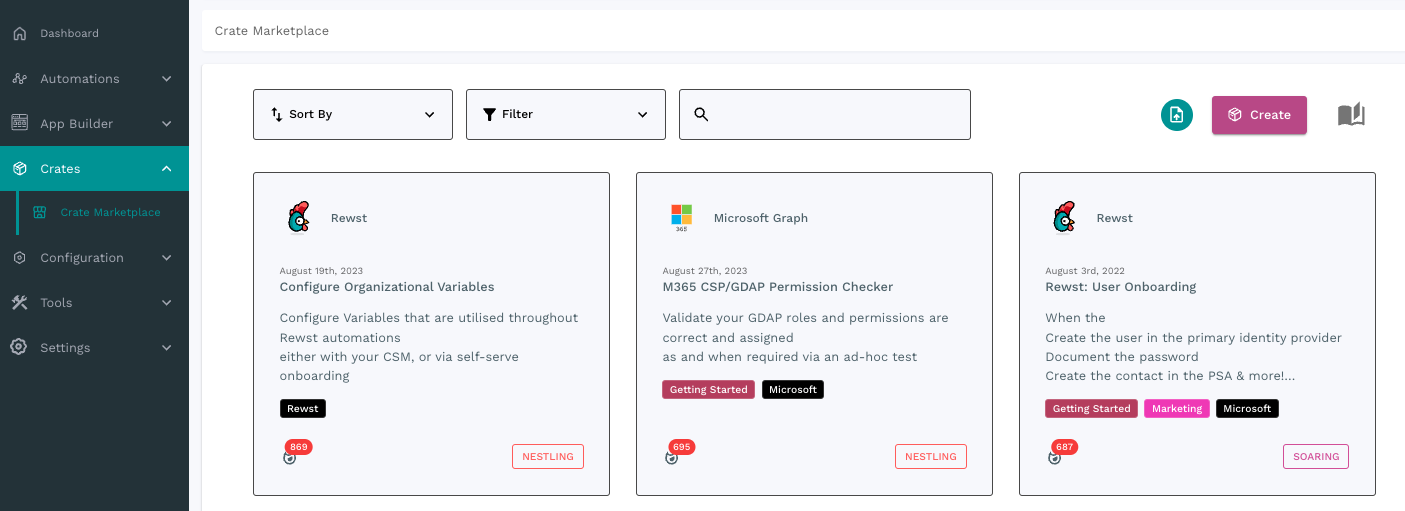 Dashboard
Automations
App Builder
Crates
Crate Marketplace
Configuration
Tools
Settings
Crate Marketplace
Sort By
Filter
Create
Rewst
August 19th, 2023
Configure Organizational Variables
Configure Variables that are utilised throughout
Rewst automations
either with your CSM, or via self-serve
onboarding
Rewst
869
NESTLING
365
Microsoft Graph
August 27th, 2023
M365 CSP/GDAP Permission Checker
Validate your GDAP roles and permissions are
correct and assigned
as and when required via an ad-hoc test
Getting Started Microsoft
695
NESTLING
Rewst
August 3rd, 2022
Rewst: User Onboarding
When the
Create the user in the primary identity provider
Document the password
Create the contact in the PSA & more!...
Getting Started Marketing Microsoft
687
SOARING